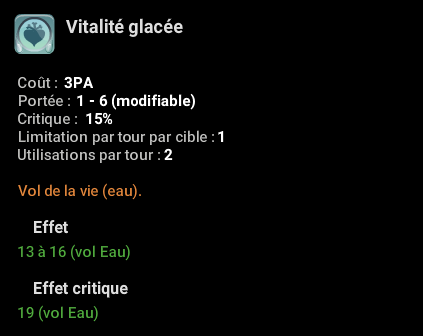 Vitalité glacée
Coût : 3PA
Portée : 1 - 6 (modifiable)
Critique : 15%
Limitation par tour par cible : 1
Utilisations par tour : 2
Vol de la vie (eau).
Effet
13 à 16 (vol Eau)
Effet critique
19 (vol Eau)